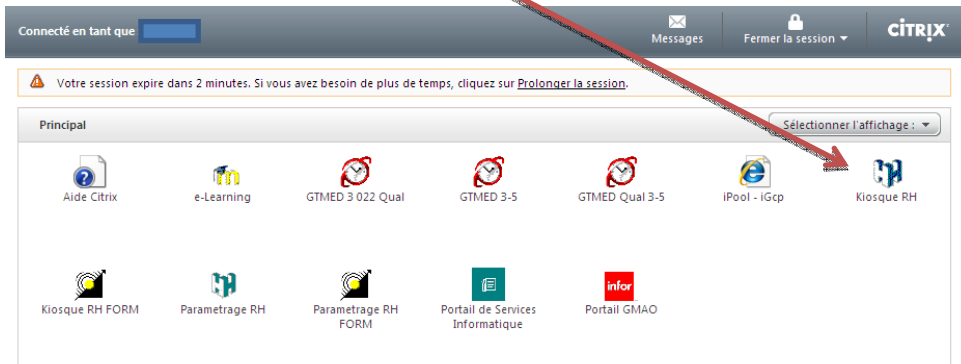 Connecté en tant que
Messages
Fermer la session
CİTRIX
Votre session expire dans 2 minutes. Si vous avez besoin de plus de temps, cliquez sur Prolonger la session.
Principal
Sélectionner l'affichage :
Aide Citrix
e-Learning
GTMED 3 022 Qual
GTMED 3-5
GTMED Qual 3-5
iPool - iGcp
Kiosque RH
infor
Kiosque RH FORM
Parametrage RH
Parametrage RH
FORM
Portail de Services
Informatique
Portail GMAO